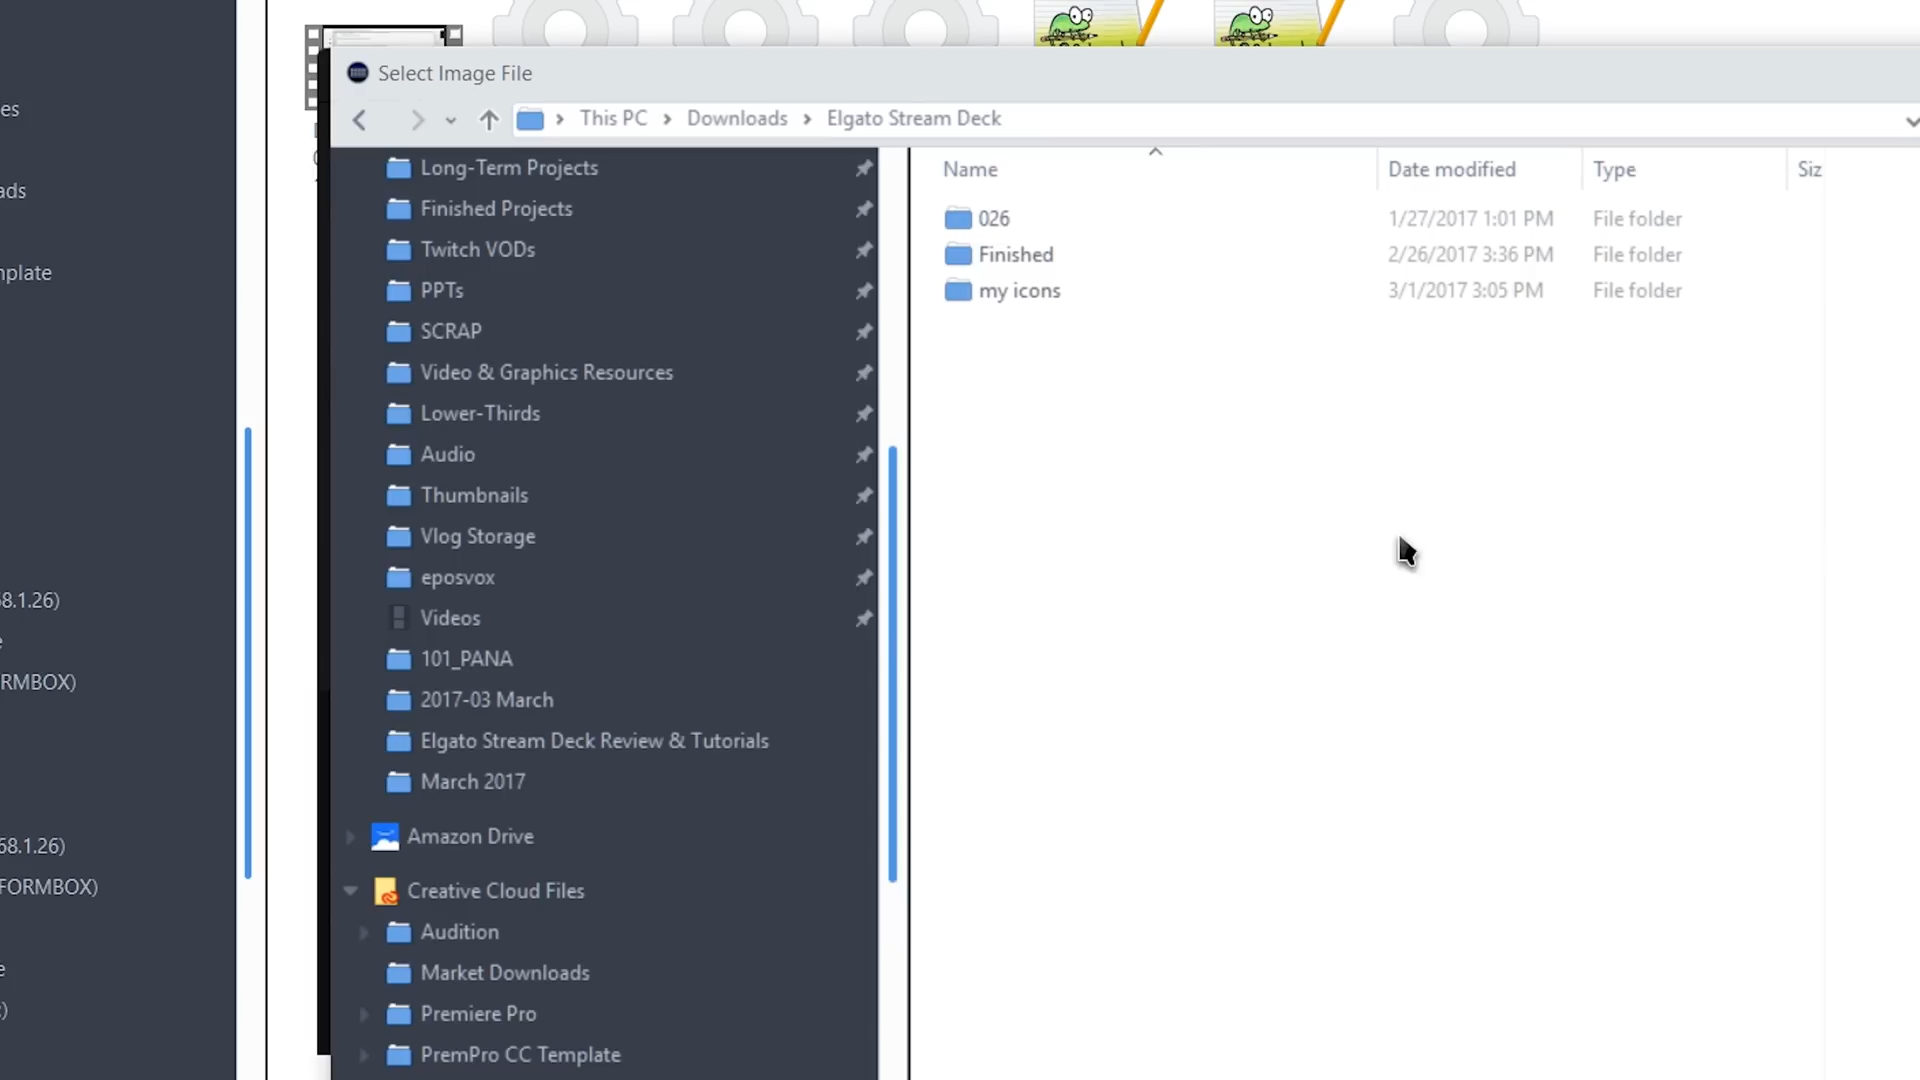 es
ads
nplate
68.1.26)
e
RMBOX)
68.1.26)
FORMBOX)
e
:)
Select Image File
This PC > Downloads > Elgato Stream Deck
Long-Term Projects
Finished Projects
Twitch VODs
PPTs
SCRAP
Video & Graphics Resources
Lower-Thirds
Audio
Thumbnails
Vlog Storage
eposvox
Videos
101_PANA
2017-03 March
Elgato Stream Deck Review & Tutorials
March 2017
Amazon Drive
Creative Cloud Files
Audition
Market Downloads
Premiere Pro
PremPro CC Template
Name Date modified Type Siz
026 1/27/2017 1:01 PM File folder
Finished 2/26/2017 3:36 PM File folder
my icons 3/1/2017 3:05 PM File folder